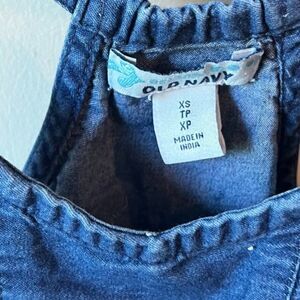 OLD NAVY
XS
TP
XP
MADE IN
INDIA